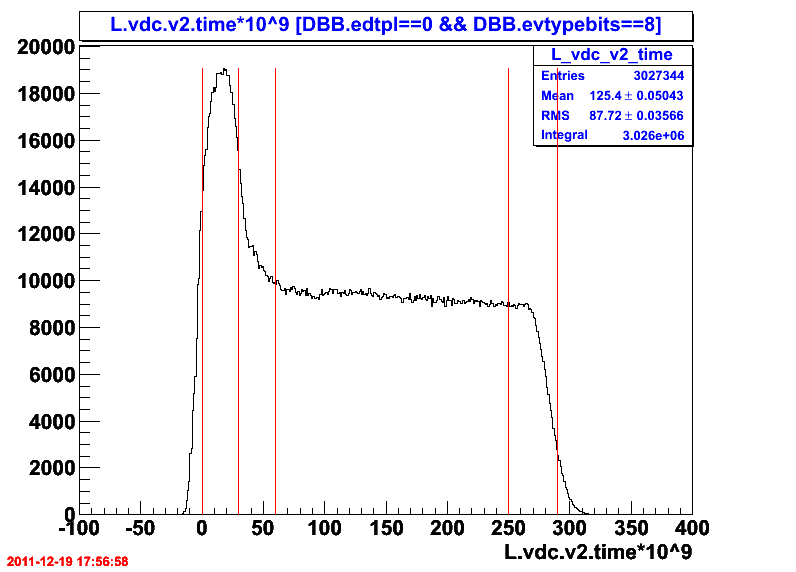 L.vdc.v2.time*10^9 [DBB.edtpl==0 && DBB.evtypebits==8]
L_vdc_v2_time
Entries 3027344
Mean 125.4 ± 0.05043
RMS 87.72 ± 0.03566
Integral 3.026e+06
20000
18000
16000
14000
12000
10000
8000
6000
4000
2000
0
-100 -50 0 50 100 150 200 250 300 350 400
L.vdc.v2.time*10^9
2011-12-19 17:56:58